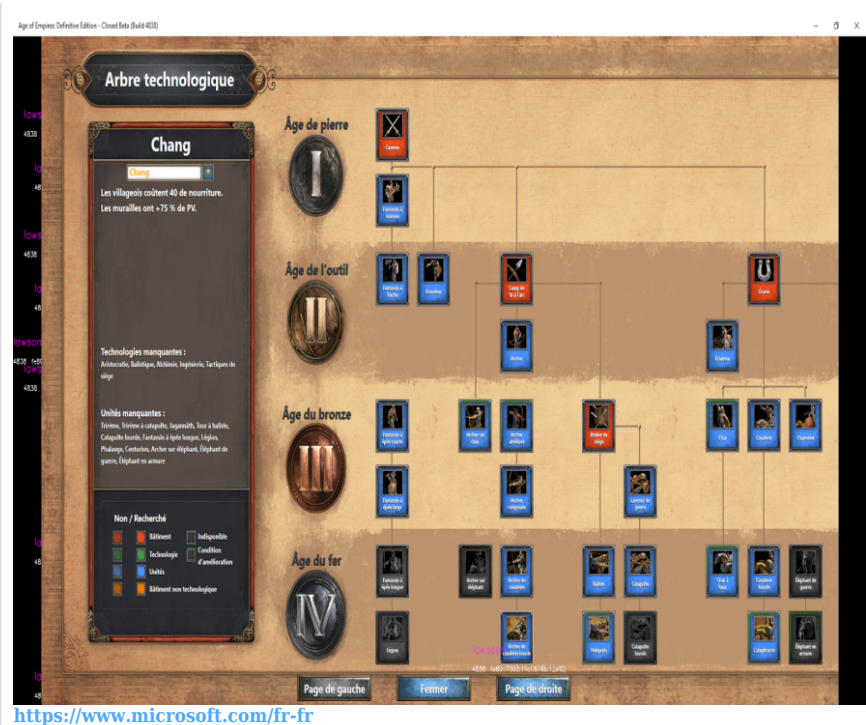 Age of Empires: Definitive Edition - Closed Beta (Build 4838)
Arbre technologique
Chang
Chang
Les villageois coûtent 40 de nourriture.
Les murailles ont +75 % de PV.
Technologies manquantes :
Aristocratie, Balistique, Alchimie, Ingénierie, Tactiques de
siège
Unités manquantes :
Trirème, Trirème à catapulte, Jagannâth, Tour à baliste,
Catapulte lourde, Fantassin à épée longue, Légion,
Phalange, Centurion, Archer sur éléphant, Éléphant de
guerre, Éléphant en armure
Non / Recherché
Bâtiment
Indisponible
Technologie
Condition
d'amélioration
Unités
Bâtiment non technologique
Âge de pierre
I
Caserne
Fantassin à
massue
Âge de l'outil
II
Fantassin à
hache
Frondeur
Camp de
tir à l'arc
Écurie
Archer
Éclaireur
Âge du bronze
III
Fantassin à
épée courte
Archer sur
char
Archer
amélioré
Atelier de
siège
Char
Cavalerie
Chamelier
Fantassin à
épée large
Archer
composite
Lanceur de
pierres
Âge du fer
IV
Fantassin à
épée longue
Archer sur
éléphant
Archer de
cavalerie
Baliste
Catapulte
Char à
faux
Cavalerie
lourde
Éléphant de
guerre
Légion
Archer de
cavalerie lourde
Hélépole
Catapulte
lourde
Cataphracte
Éléphant en
armure
Page de gauche
Fermer
Page de droite
https://www.microsoft.com/fr-fr